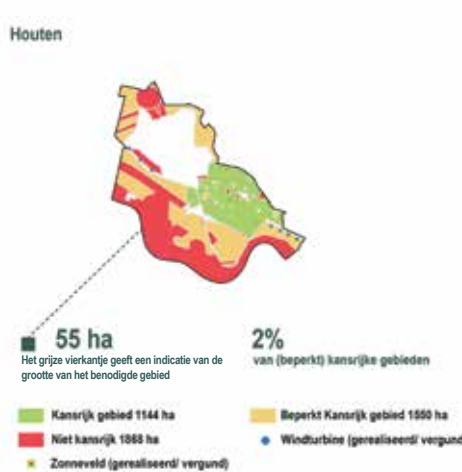 Houten
55 ha
Het grijze vierkantje geeft een indicatie van de
grootte van het benodigde gebied
2%
van (beperkt) kansrijke gebieden
Kansrijk gebied 1144 ha
Beperkt Kansrijk gebied 1550 ha
Niet kansrijk 1868 ha
Windturbine (gerealiseerd/ vergund
Zonneveld (gerealiseerd/ vergund)